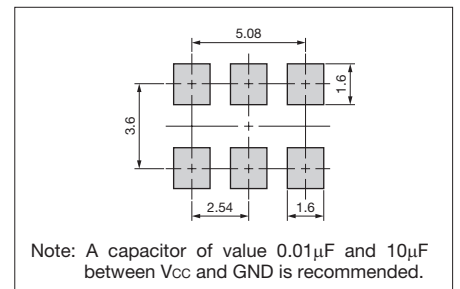 5.08
1.6
3.6
2.54
1.6
Note: A capacitor of value 0.01μF and 10μF
between Vcc and GND is recommended.